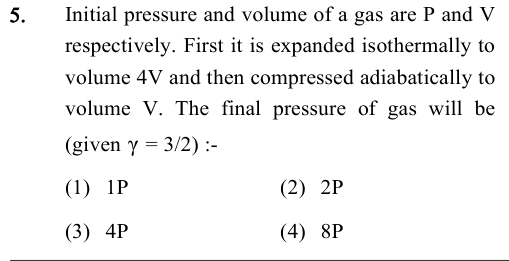 5. Initial pressure and volume of a gas are P and V
respectively. First it is expanded isothermally to
volume 4V and then compressed adiabatically to
volume V. The final pressure of gas will be
(given γ = 3/2) :-
(1) 1P (2) 2P
(3) 4P (4) 8P